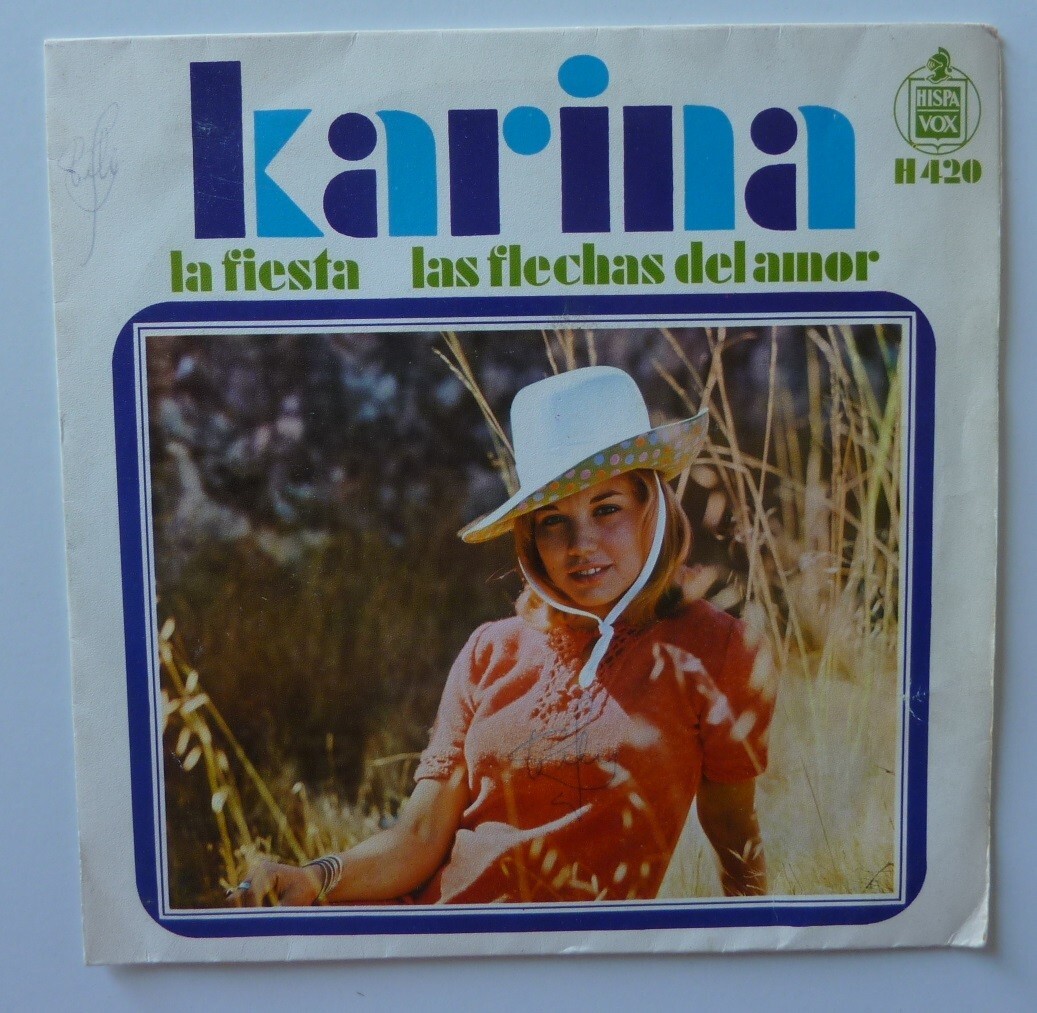 karina
HISPA
VOX
H 420
la fiesta las flechas del amor